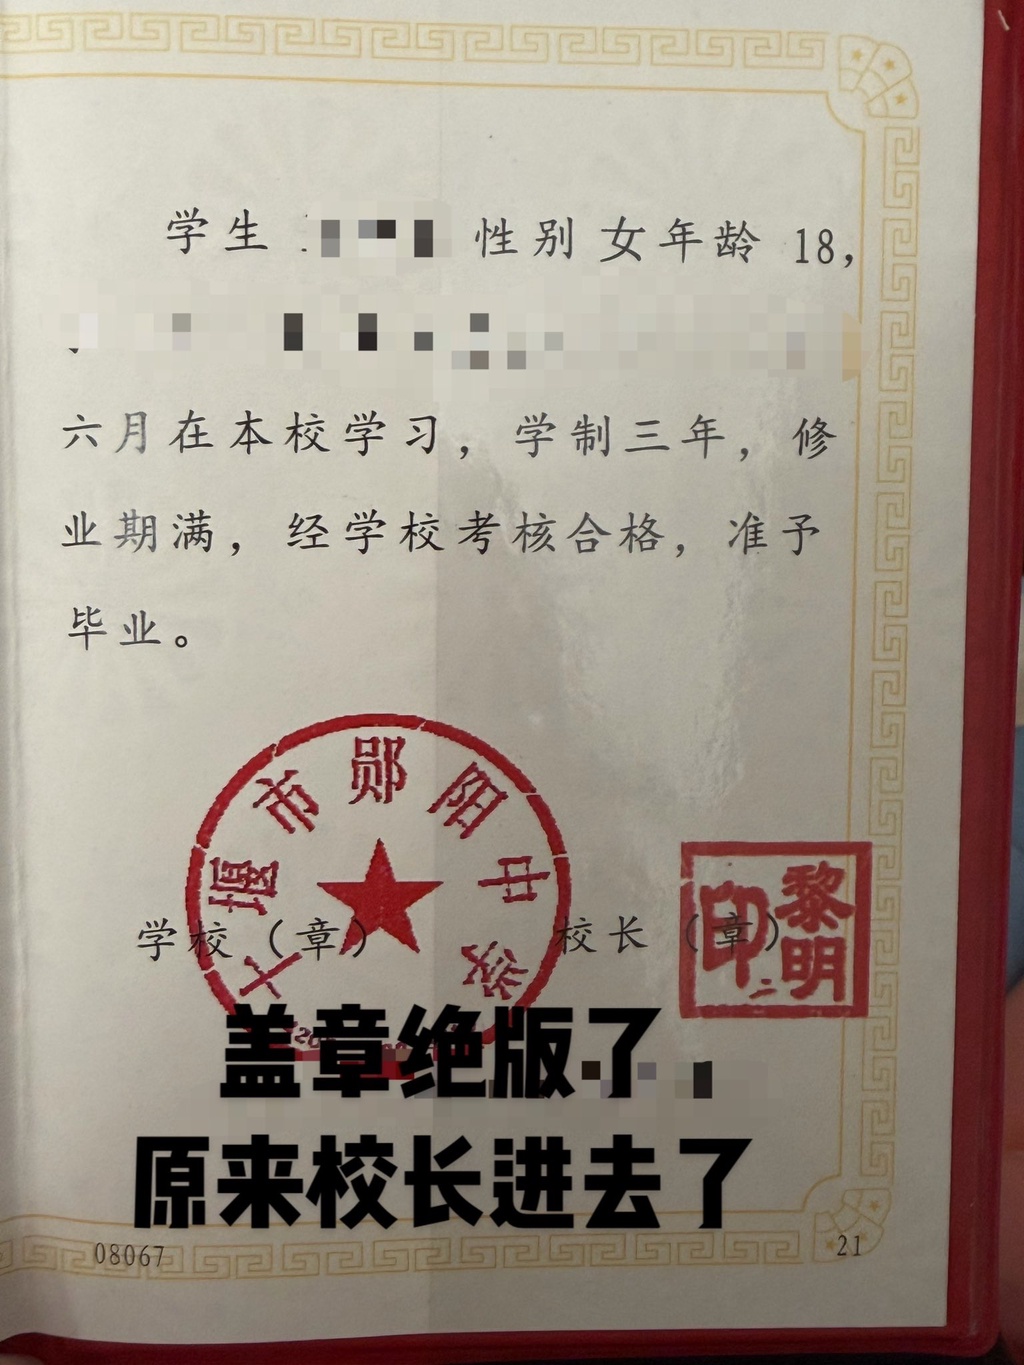 学生 性别 女 年龄 18，
六月在本校学习，学制三年，修
业期满，经学校考核合格，准予
毕业。
十堰市郧阳中学
学校（章）
校长（章）
黎明
印二
盖章绝版了
原来校长进去了
08067
21